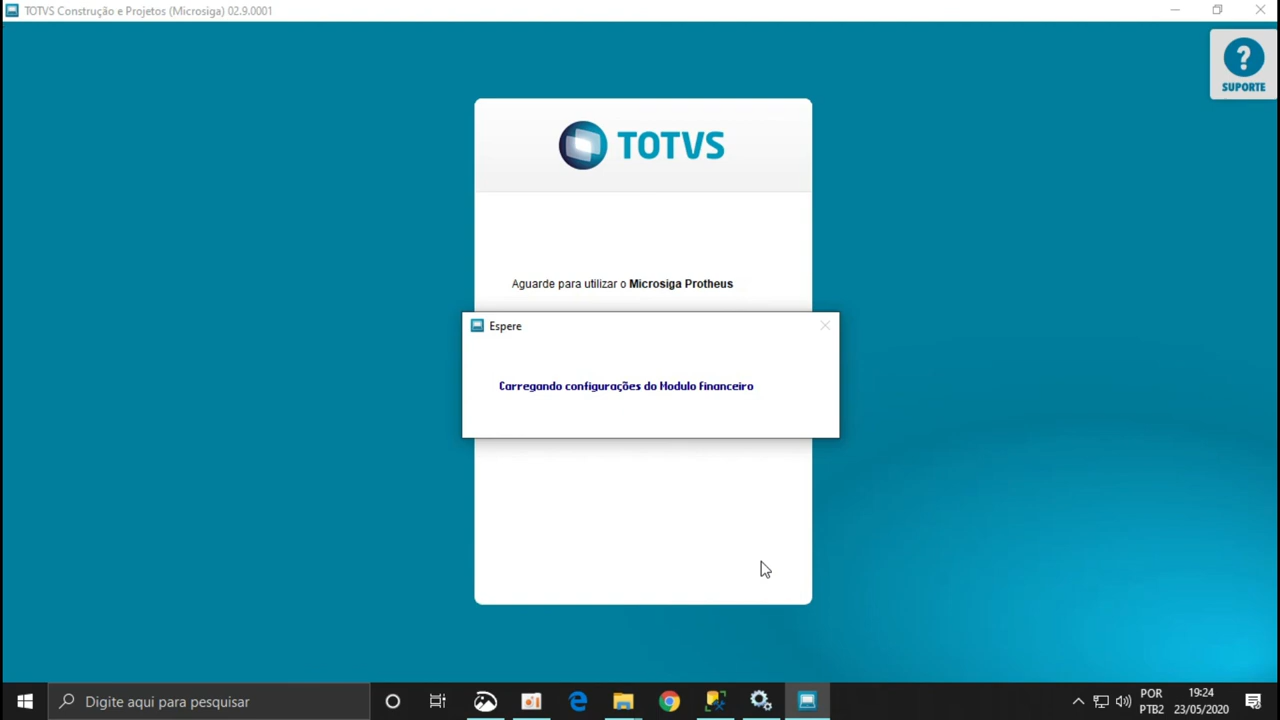 TOTVS Construção e Projetos (Microsiga) 02.9.0001
?
SUPORTE
TOTVS
Aguarde para utilizar o Microsiga Protheus
Espere
Carregando configurações do Modulo financeiro
Digite aqui para pesquisar
POR
PTB2
19:24
23/05/2020